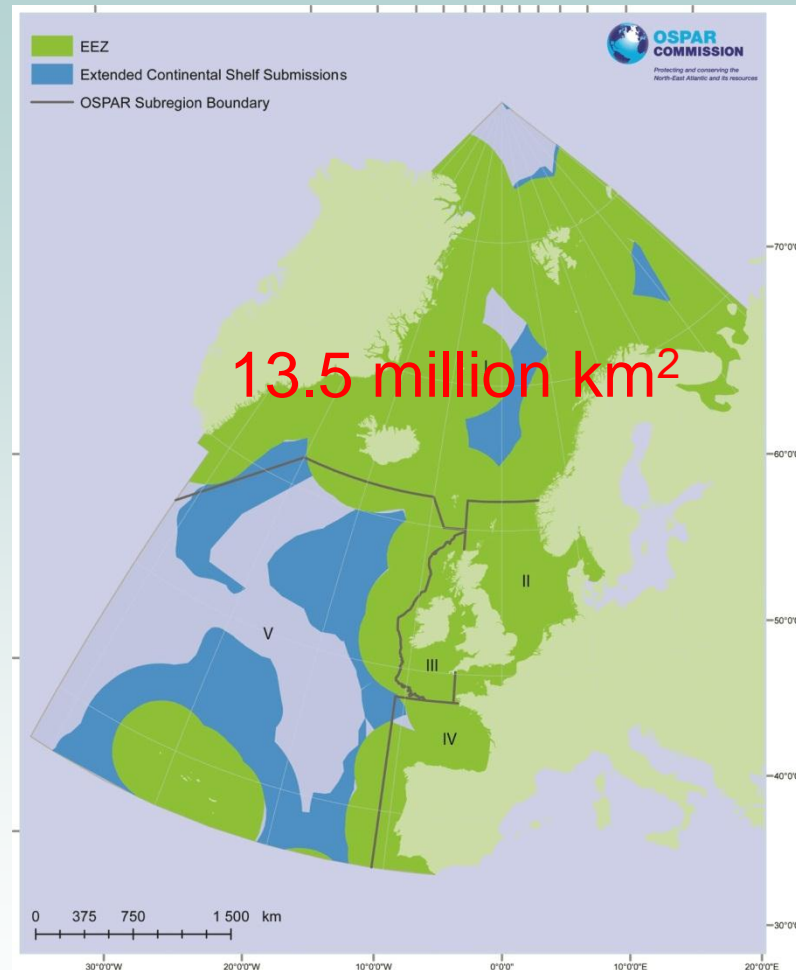 EEZ
Extended Continental Shelf Submissions
OSPAR Subregion Boundary
OSPAR
COMMISSION
Protecting and conserving the
North-East Atlantic and its resources
70°0'0
13.5 million km²
I
60°0'0
II
50°0'0
V
III
IV
40°0'0
0 375 750 1 500 km
30°0'0
30°0'0"W 20°0'0"W 10°0'0"W 0°0'0" 10°0'0"E 20°0'0"E